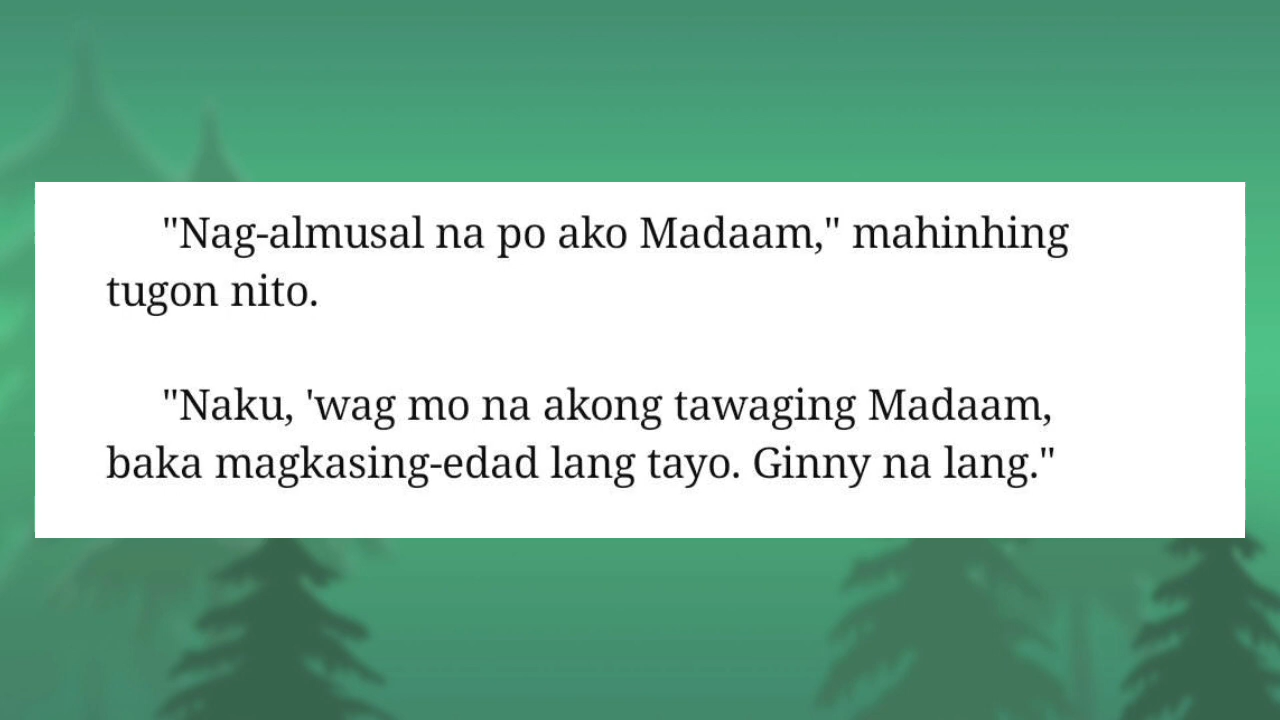 "Nag-almusal na po ako Madaam," mahinhing
tugon nito.
"Naku, 'wag mo na akong tawaging Madaam,
baka magkasing-edad lang tayo. Ginny na lang."